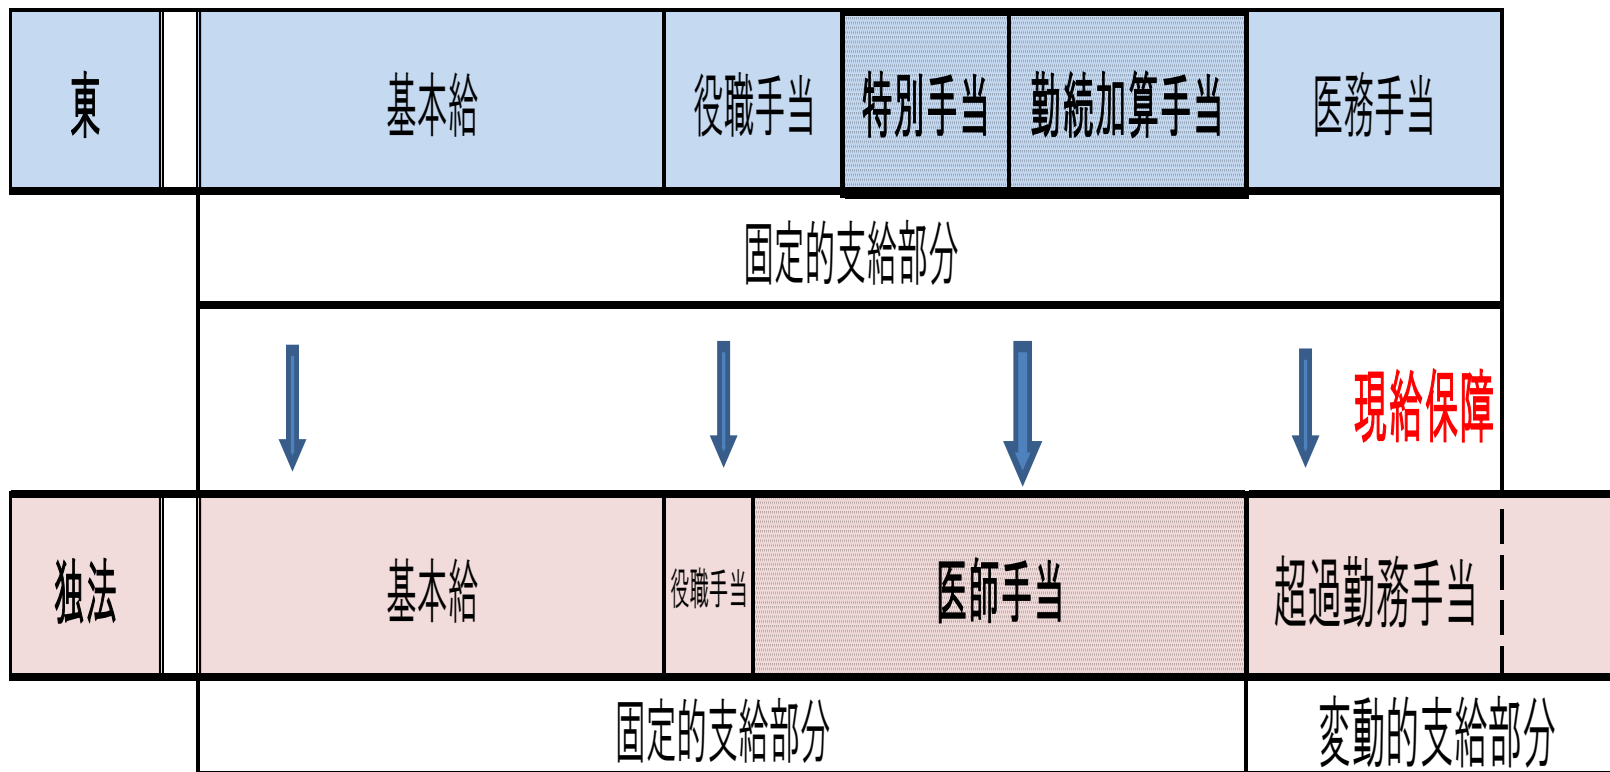 東 基本給 役職手当 特別手当 勤続加算手当 医務手当
固定的支給部分
現給保障
独法 基本給 役職手当 医師手当 超過勤務手当
固定的支給部分 変動的支給部分